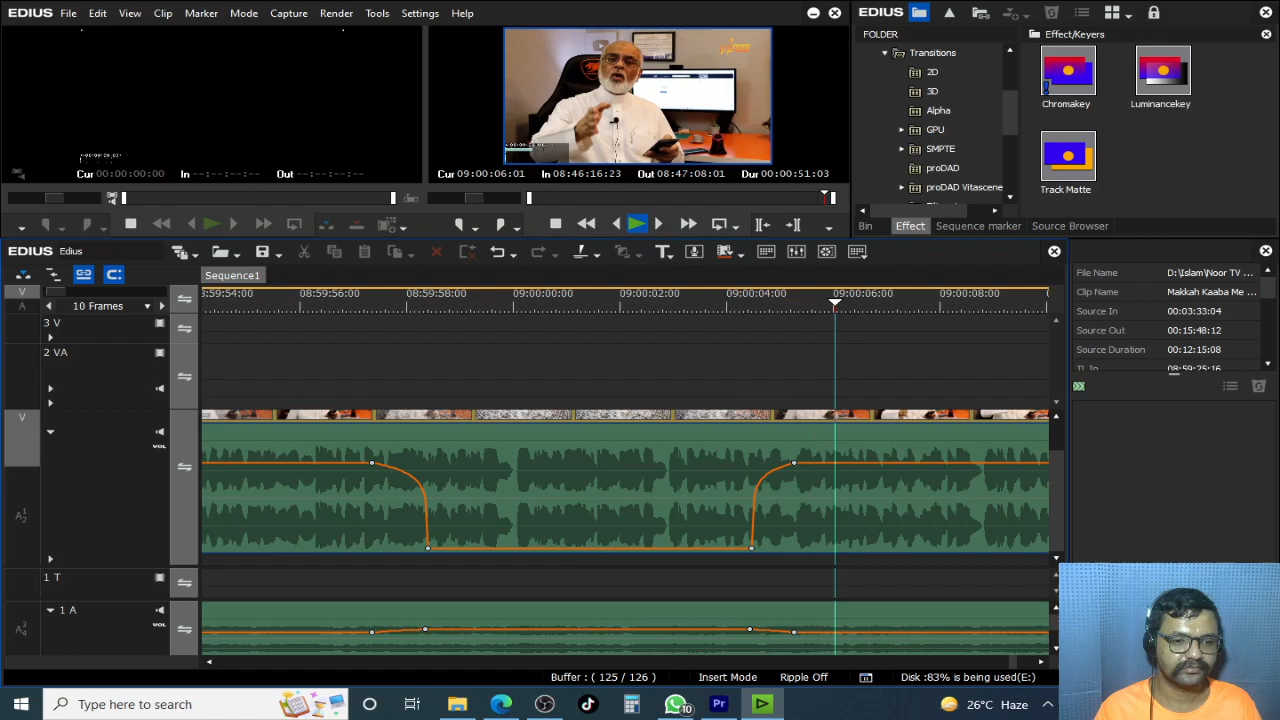 EDIUS File Edit View Clip Marker Mode Capture Render Tools Settings Help
Cur 00:00:00:00 In --:--:--:-- Out --:--:--:--
Cur 09:00:06:01 In 08:46:16:23 Out 08:47:08:01 Dur 00:00:51:03
EDIUS
FOLDER
Transitions
2D
3D
Alpha
GPU
SMPTE
proDAD
proDAD Vitascene
Effect/Keyers
Chromakey
Luminancekey
Track Matte
Bin Effect Sequence marker Source Browser
EDIUS Edius
Sequence1
V
A
10 Frames
8:59:54:00 08:59:56:00 08:59:58:00 09:00:00:00 09:00:02:00 09:00:04:00 09:00:06:00 09:00:08:00
3 V
2 VA
V
VOL
A 1 2
1 T
1 A
VOL
A 3 4
File Name D:\Islam\Noor TV ...
Clip Name Makkah Kaaba Me ...
Source In 00:03:33:04
Source Out 00:15:48:12
Source Duration 00:12:15:08
TL In 08:59:25:16
Buffer : ( 125 / 126 ) Insert Mode Ripple Off Disk :83% is being used(E:)
Type here to search
10
Pr
26°C Haze